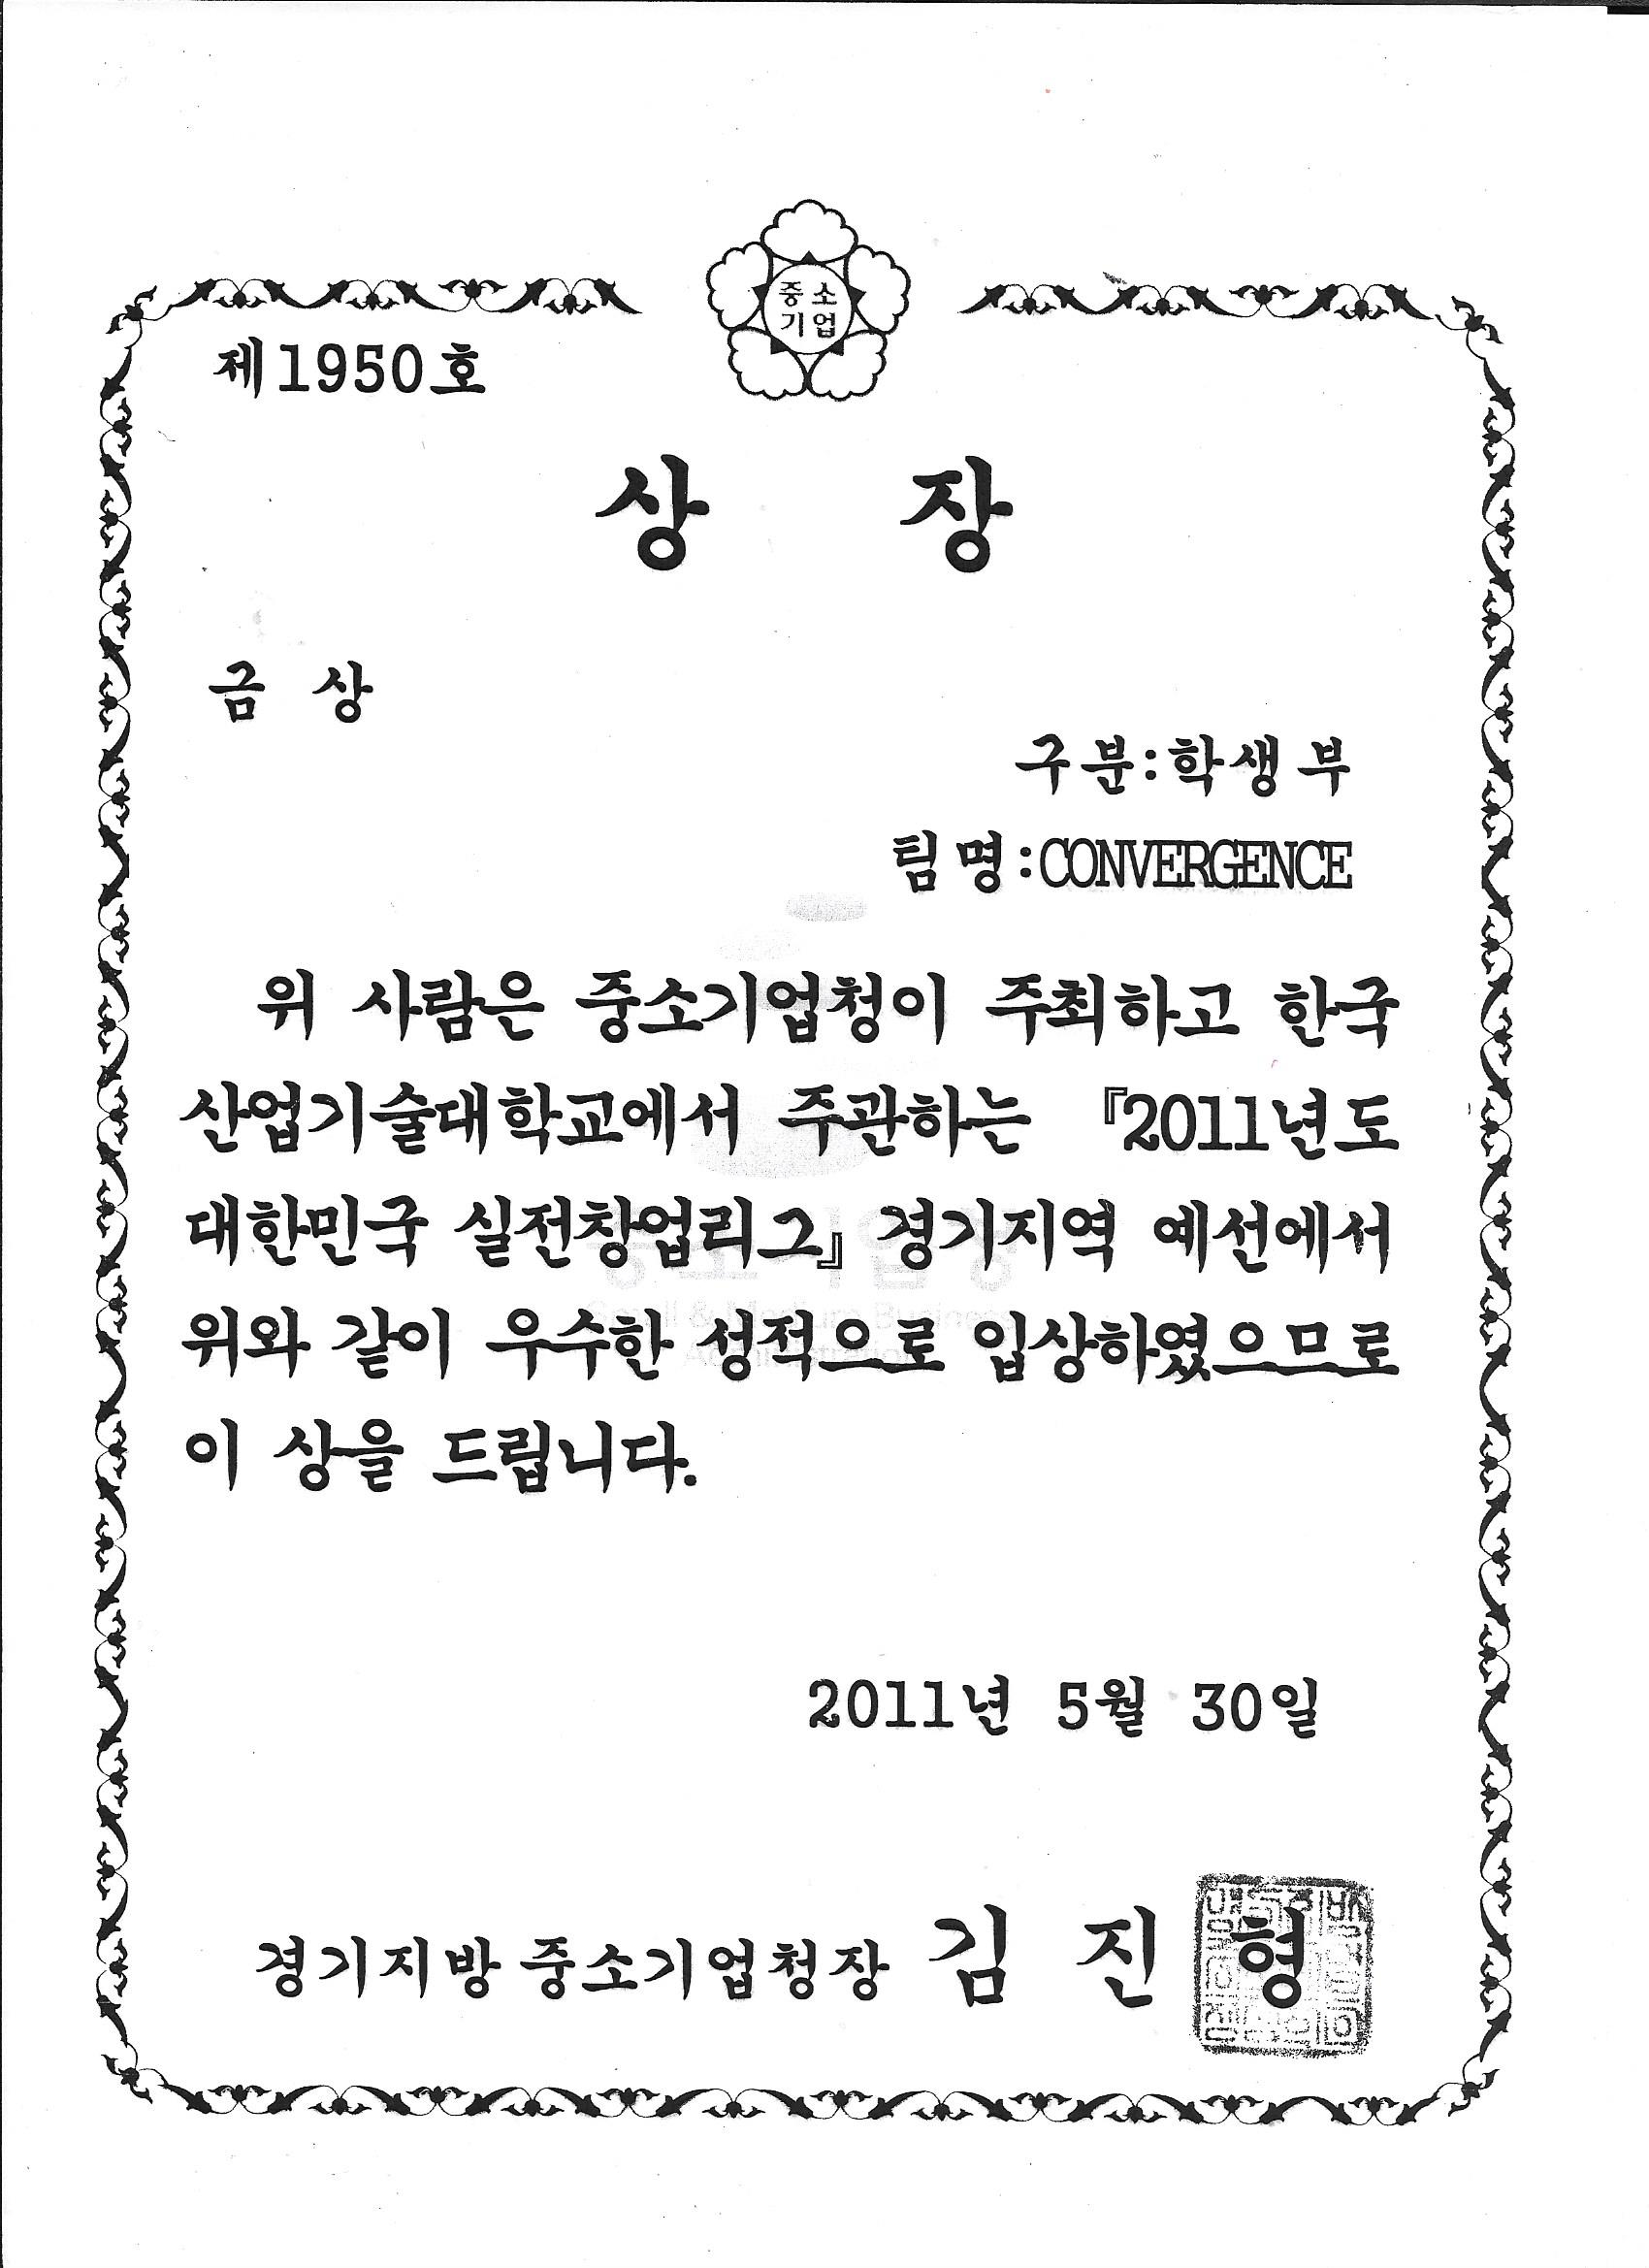 중소
기업
제1950호
상 장
금 상
구분:학생부
팀명:CONVERGENCE
위 사람은 중소기업청이 주최하고 한국
산업기술대학교에서 주관하는 『2011년도
대한민국 실전창업리그』 경기지역 예선에서
위와 같이 우수한 성적으로 입상하였으므로
이 상을 드립니다.
2011년 5월 30일
경기지방중소기업청장 김 진 형